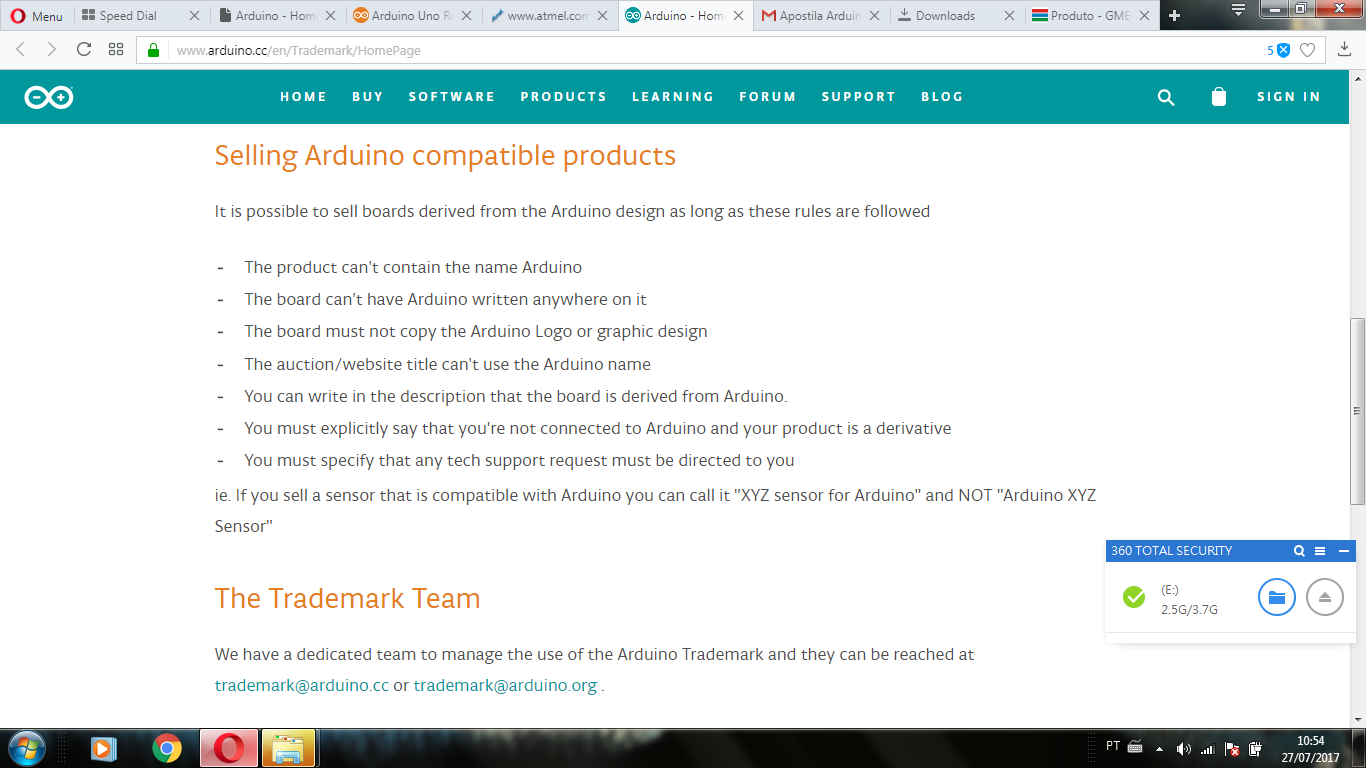 Menu
Speed Dial
Arduino - Hom
Arduino Uno Re
www.atmel.com
Arduino - Hom
Apostila Arduin
Downloads
Produto - GME
www.arduino.cc/en/Trademark/HomePage
5
HOME BUY SOFTWARE PRODUCTS LEARNING FORUM SUPPORT BLOG
SIGN IN
Selling Arduino compatible products
It is possible to sell boards derived from the Arduino design as long as these rules are followed
- The product can't contain the name Arduino
- The board can't have Arduino written anywhere on it
- The board must not copy the Arduino Logo or graphic design
- The auction/website title can't use the Arduino name
- You can write in the description that the board is derived from Arduino.
- You must explicitly say that you're not connected to Arduino and your product is a derivative
- You must specify that any tech support request must be directed to you
ie. If you sell a sensor that is compatible with Arduino you can call it "XYZ sensor for Arduino" and NOT "Arduino XYZ
Sensor"
360 TOTAL SECURITY
(E:)
2.5G/3.7G
The Trademark Team
We have a dedicated team to manage the use of the Arduino Trademark and they can be reached at
trademark@arduino.cc or trademark@arduino.org .
PT
10:54
27/07/2017